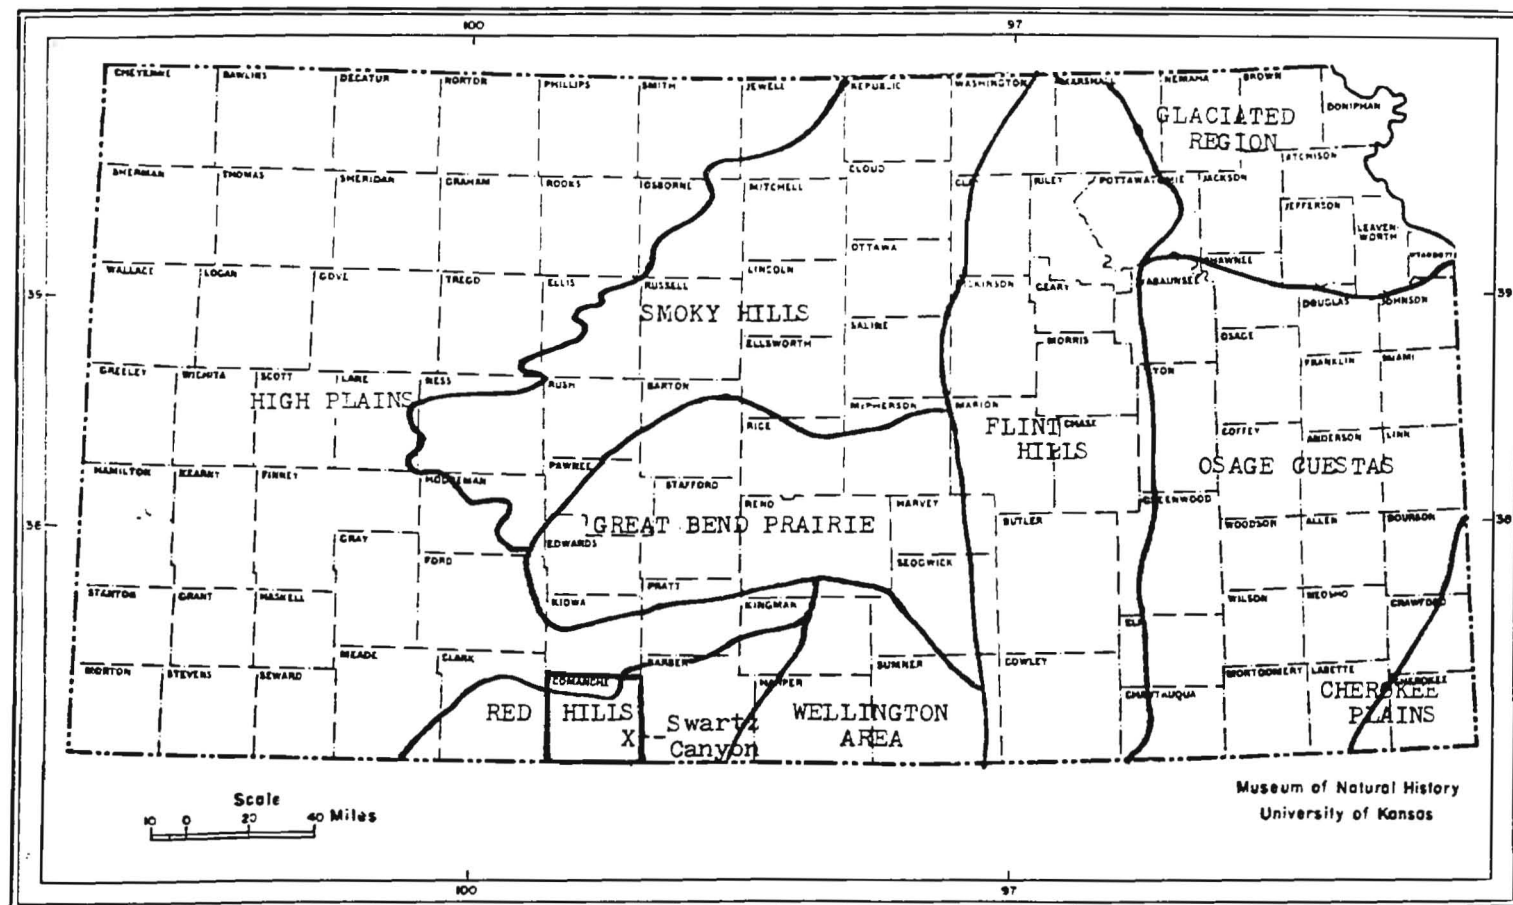 100 97
CHEYENNE RAWLINS DECATUR NORTON PHILLIPS SMITH JEWELL REPUBLIC WASHINGTON MARSHALL NEMAHA BROWN
DONIPHAN
GLACIATED
REGION
ATCHISON
SHERMAN THOMAS SHERIDAN GRAHAM ROOKS OSBORNE MITCHELL CLOUD RILEY POTTAWATOMIE JACKSON
JEFFERSON
LEAVEN-
WORTH
OTTAWA
WALLACE LOGAN GOVE TREGO ELLIS RUSSELL LINCOLN GEARY SHAWNEE
39 39
DOUGLAS JOHNSON
SMOKY HILLS
SALINE
ELLSWORTH MORRIS OSAGE
FRANKLIN MIAMI
GREELEY WICHITA SCOTT LANE NESS RUSH BARTON
HIGH PLAINS
McPHERSON MARION
RICE CHASE
FLINT
HILLS
COFFEY ANDERSON LINN
OSAGE CUESTAS
HAMILTON KEARNY FINNEY HODGEMAN PAWNEE
STAFFORD
RENO HARVEY GREENWOOD
38 38
GREAT BEND PRAIRIE
BUTLER WOODSON ALLEN BOURBON
GRAY FORD EDWARDS
SEDGWICK
STANTON GRANT HASKELL KIOWA PRATT KINGMAN WILSON NEOSHO CRAWFORD
MEADE CLARK BARBER SUMNER COWLEY
MORTON STEVENS SEWARD COMANCHE HARPER MONTGOMERY LABETTE CHEROKEE
CHAUTAUQUA
CHEROKEE
PLAINS
RED HILLS
WELLINGTON
AREA
X--Swartz
Canyon
Museum of Natural History
University of Kansas
Scale
10 0 20 40 Miles
100 97